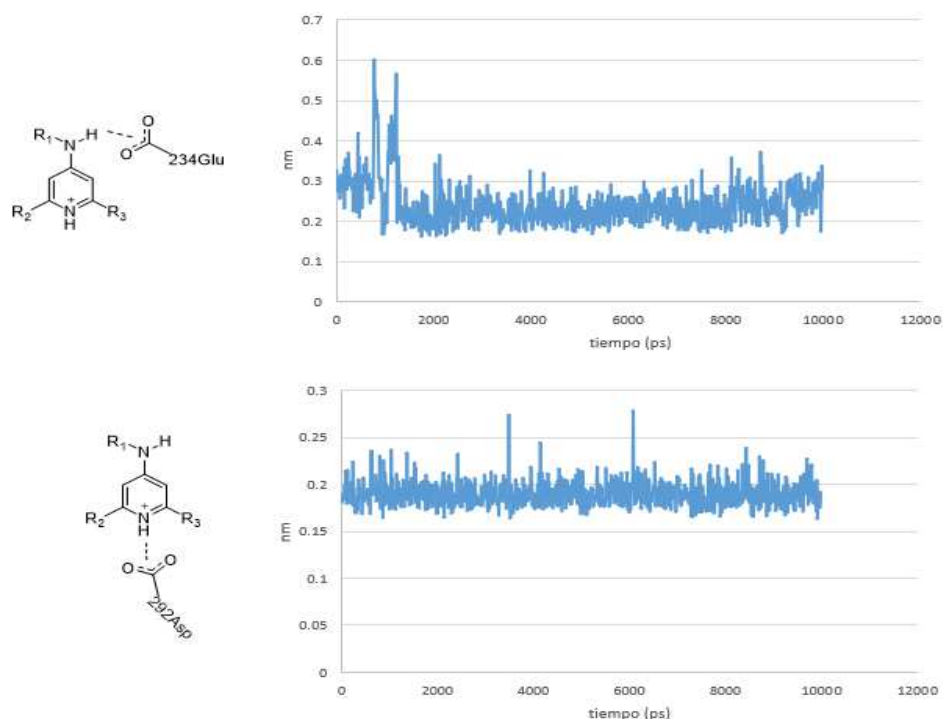 0.7
0.6
0.5
0.4
0.3
0.2
0.1
0
nm
0 2000 4000 6000 8000 10000 12000
tiempo (ps)
R1 N H
O
O
234Glu
R2 N+ H R3
0.3
0.25
0.2
0.15
0.1
0.05
0
nm
0 2000 4000 6000 8000 10000 12000
tiempo (ps)
R1 N H
R2 N+ H R3
O O
292Asp